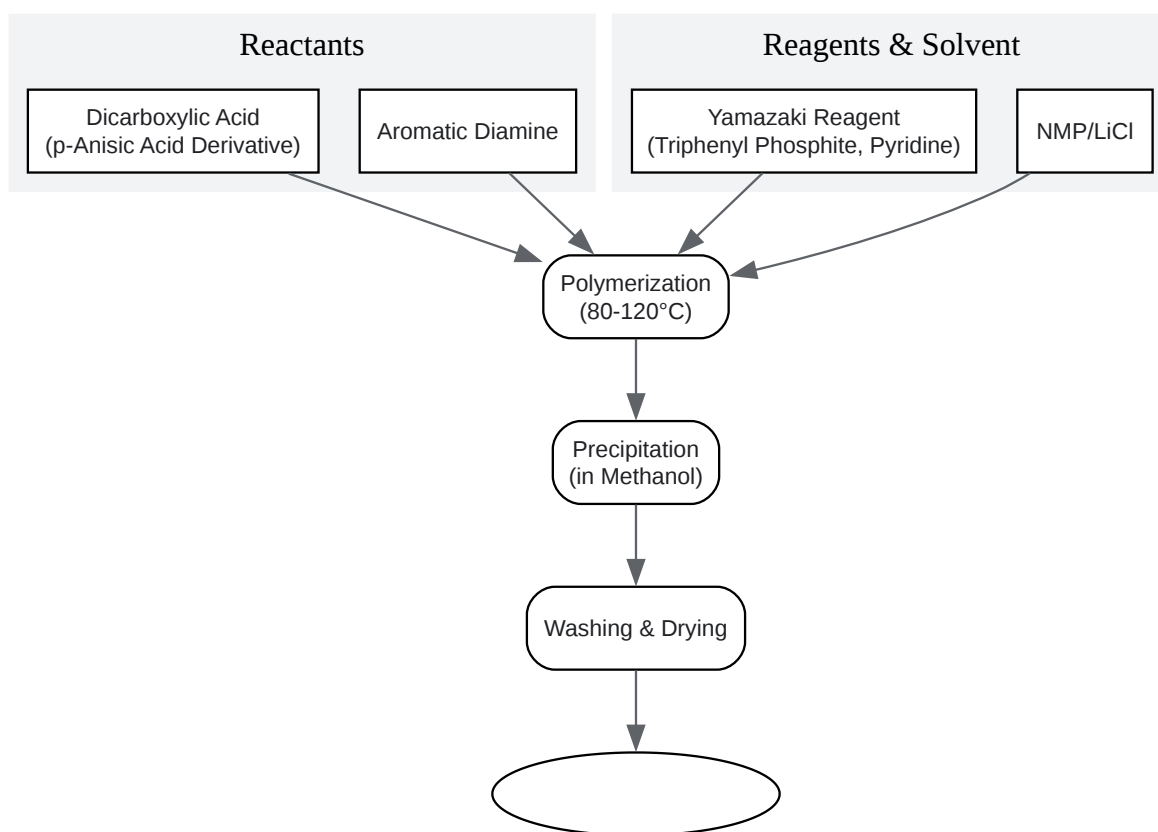 Reactants
Reagents & Solvent
Dicarboxylic Acid
(p-Anisic Acid Derivative)
Aromatic Diamine
Yamazaki Reagent
(Triphenyl Phosphite, Pyridine)
NMP/LiCl
Polymerization
(80-120°C)
Precipitation
(in Methanol)
Washing & Drying